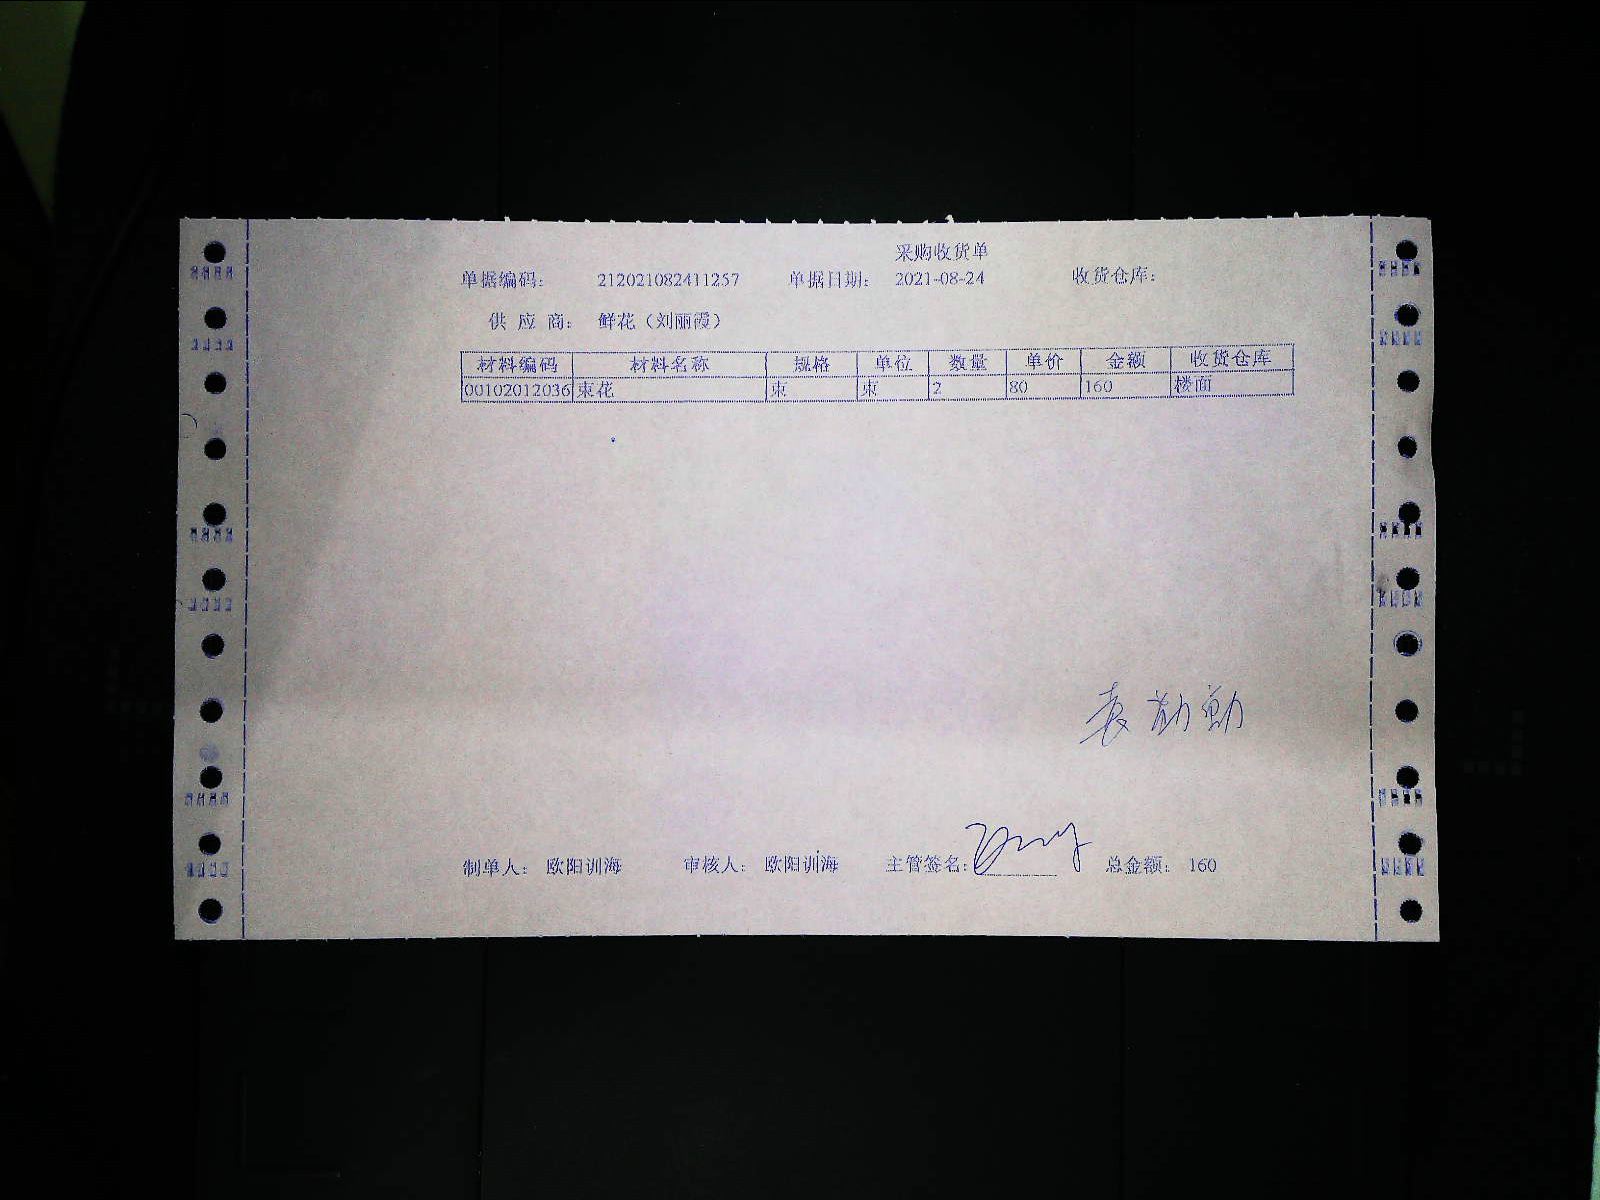 采购收货单
单据编码： 212021082411257 单据日期： 2021-08-24 收货仓库：
供 应 商： 鲜花（刘丽霞）
材料编码 材料名称 规格 单位 数量 单价 金额 收货仓库
00102012036 束花 束 束 2 80 160 楼面
制单人： 欧阳训海 审核人： 欧阳训海 主管签名： 总金额： 160